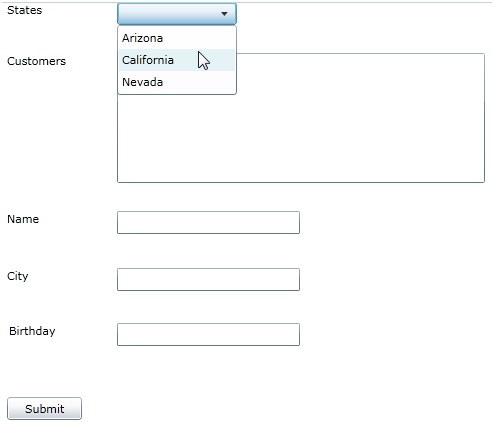 States
Arizona
Customers
California
Nevada
Name
City
Birthday
Submit